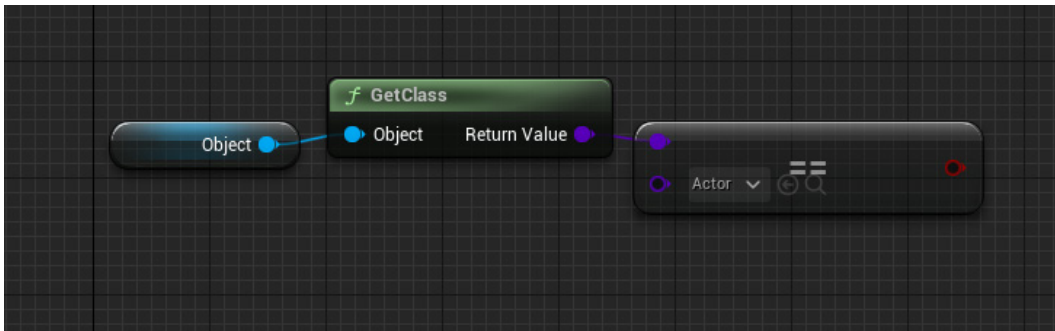 GetClass
Object
Object
Return Value
Actor
==